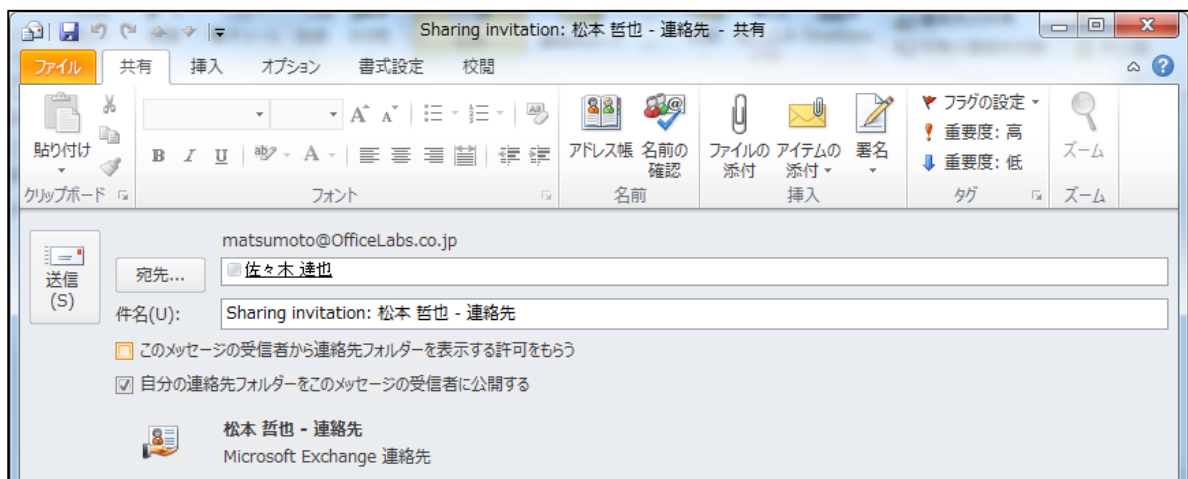 Sharing invitation: 松本 哲也 - 連絡先 - 共有
ファイル 共有 挿入 オプション 書式設定 校閲
貼り付け
クリップボード
B I U
フォント
アドレス帳 名前の確認
名前
ファイルの添付 アイテムの添付 署名
挿入
フラグの設定
重要度: 高
重要度: 低
タグ
ズーム
ズーム
matsumoto@OfficeLabs.co.jp
送信(S)
宛先... 佐々木 達也
件名(U): Sharing invitation: 松本 哲也 - 連絡先
このメッセージの受信者から連絡先フォルダーを表示する許可をもらう
自分の連絡先フォルダーをこのメッセージの受信者に公開する
松本 哲也 - 連絡先
Microsoft Exchange 連絡先